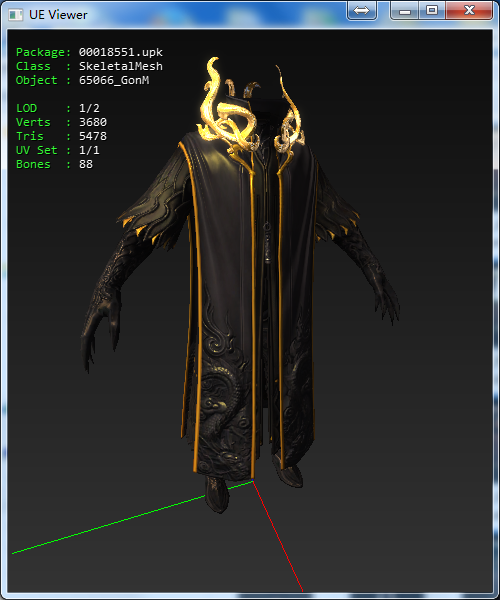 UE Viewer
Package: 00018551.upk
Class  : SkeletalMesh
Object : 65066_GonM
LOD    : 1/2
Verts  : 3680
Tris   : 5478
UV Set : 1/1
Bones  : 88